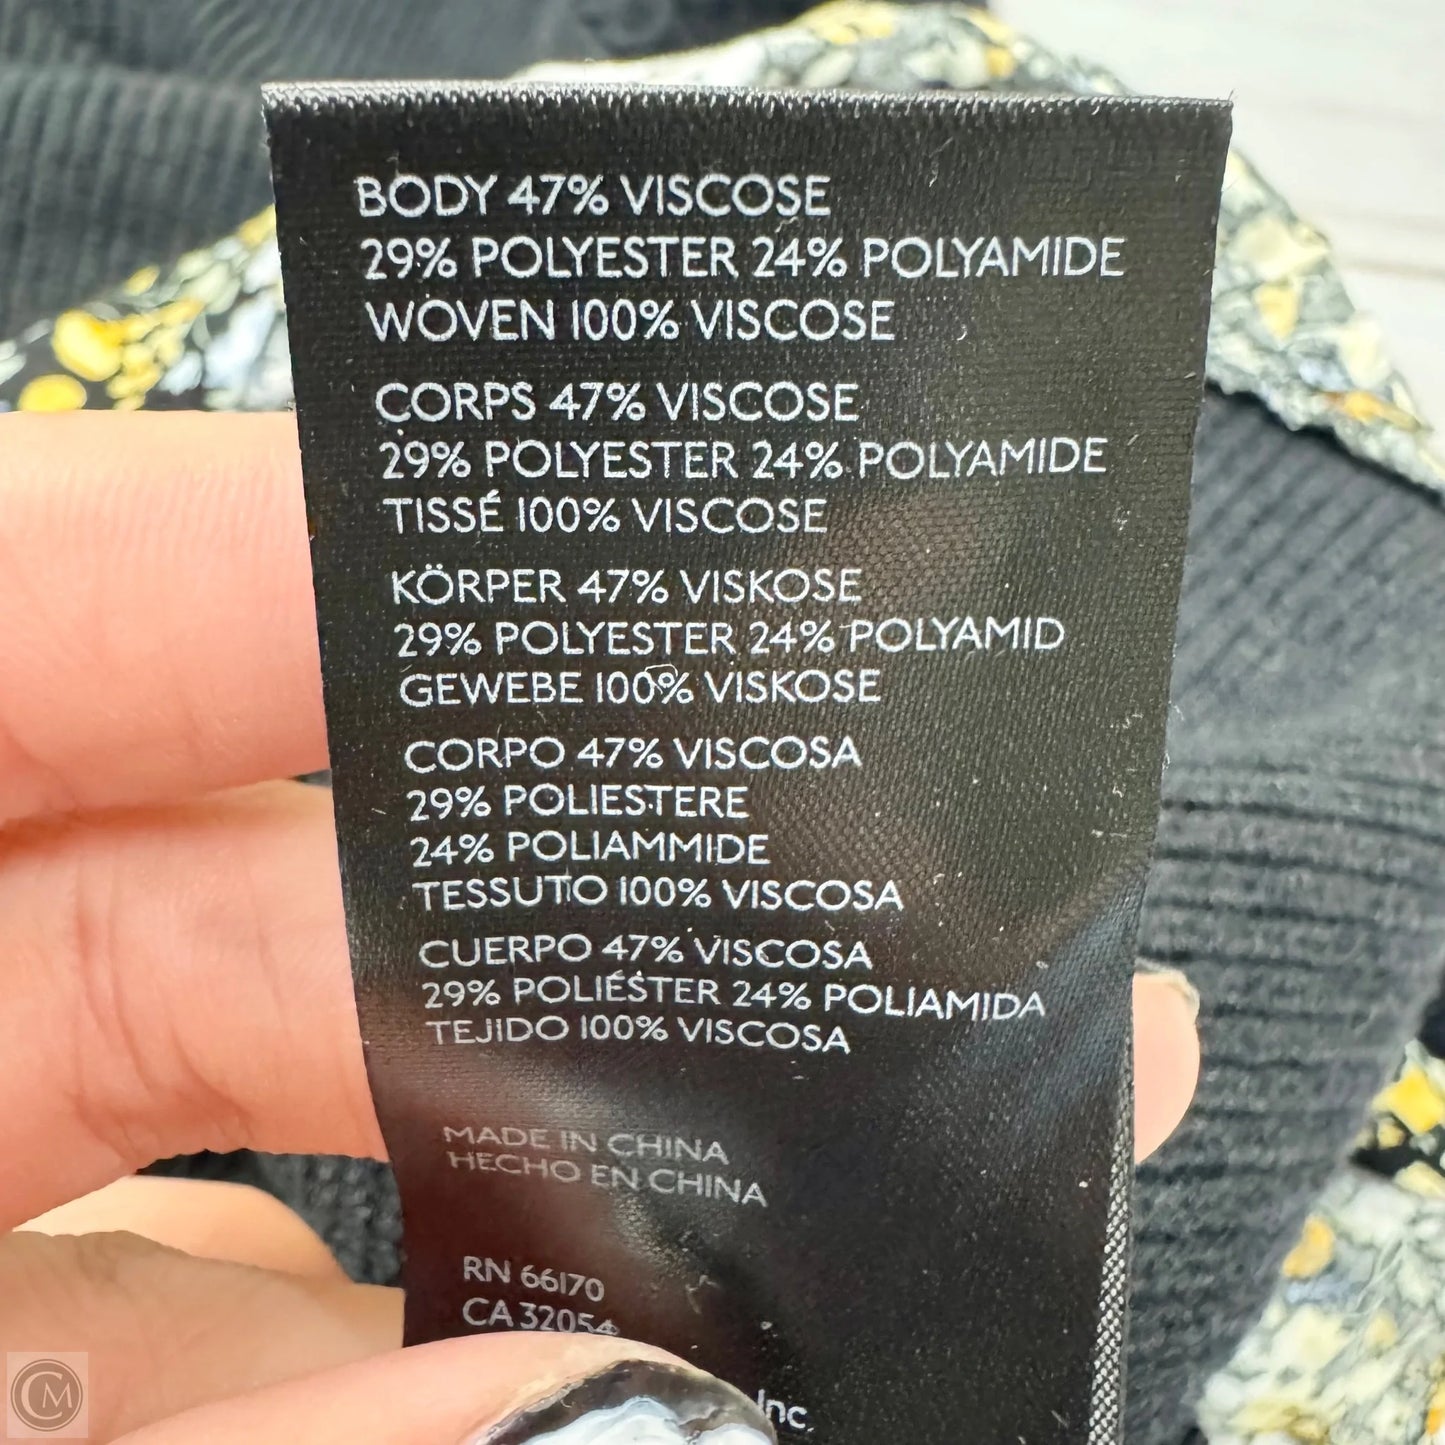 BODY 47% VISCOSE
29% POLYESTER 24% POLYAMIDE
WOVEN 100% VISCOSE
CORPS 47% VISCOSE
29% POLYESTER 24% POLYAMIDE
TISSÉ 100% VISCOSE
KÖRPER 47% VISKOSE
29% POLYESTER 24% POLYAMID
GEWEBE 100% VISKOSE
CORPO 47% VISCOSA
29% POLIESTERE
24% POLIAMMIDE
TESSUTO 100% VISCOSA
CUERPO 47% VISCOSA
29% POLIÉSTER 24% POLIAMIDA
TEJIDO 100% VISCOSA
MADE IN CHINA
HECHO EN CHINA
RN 66170
CA 32054
Inc
CM